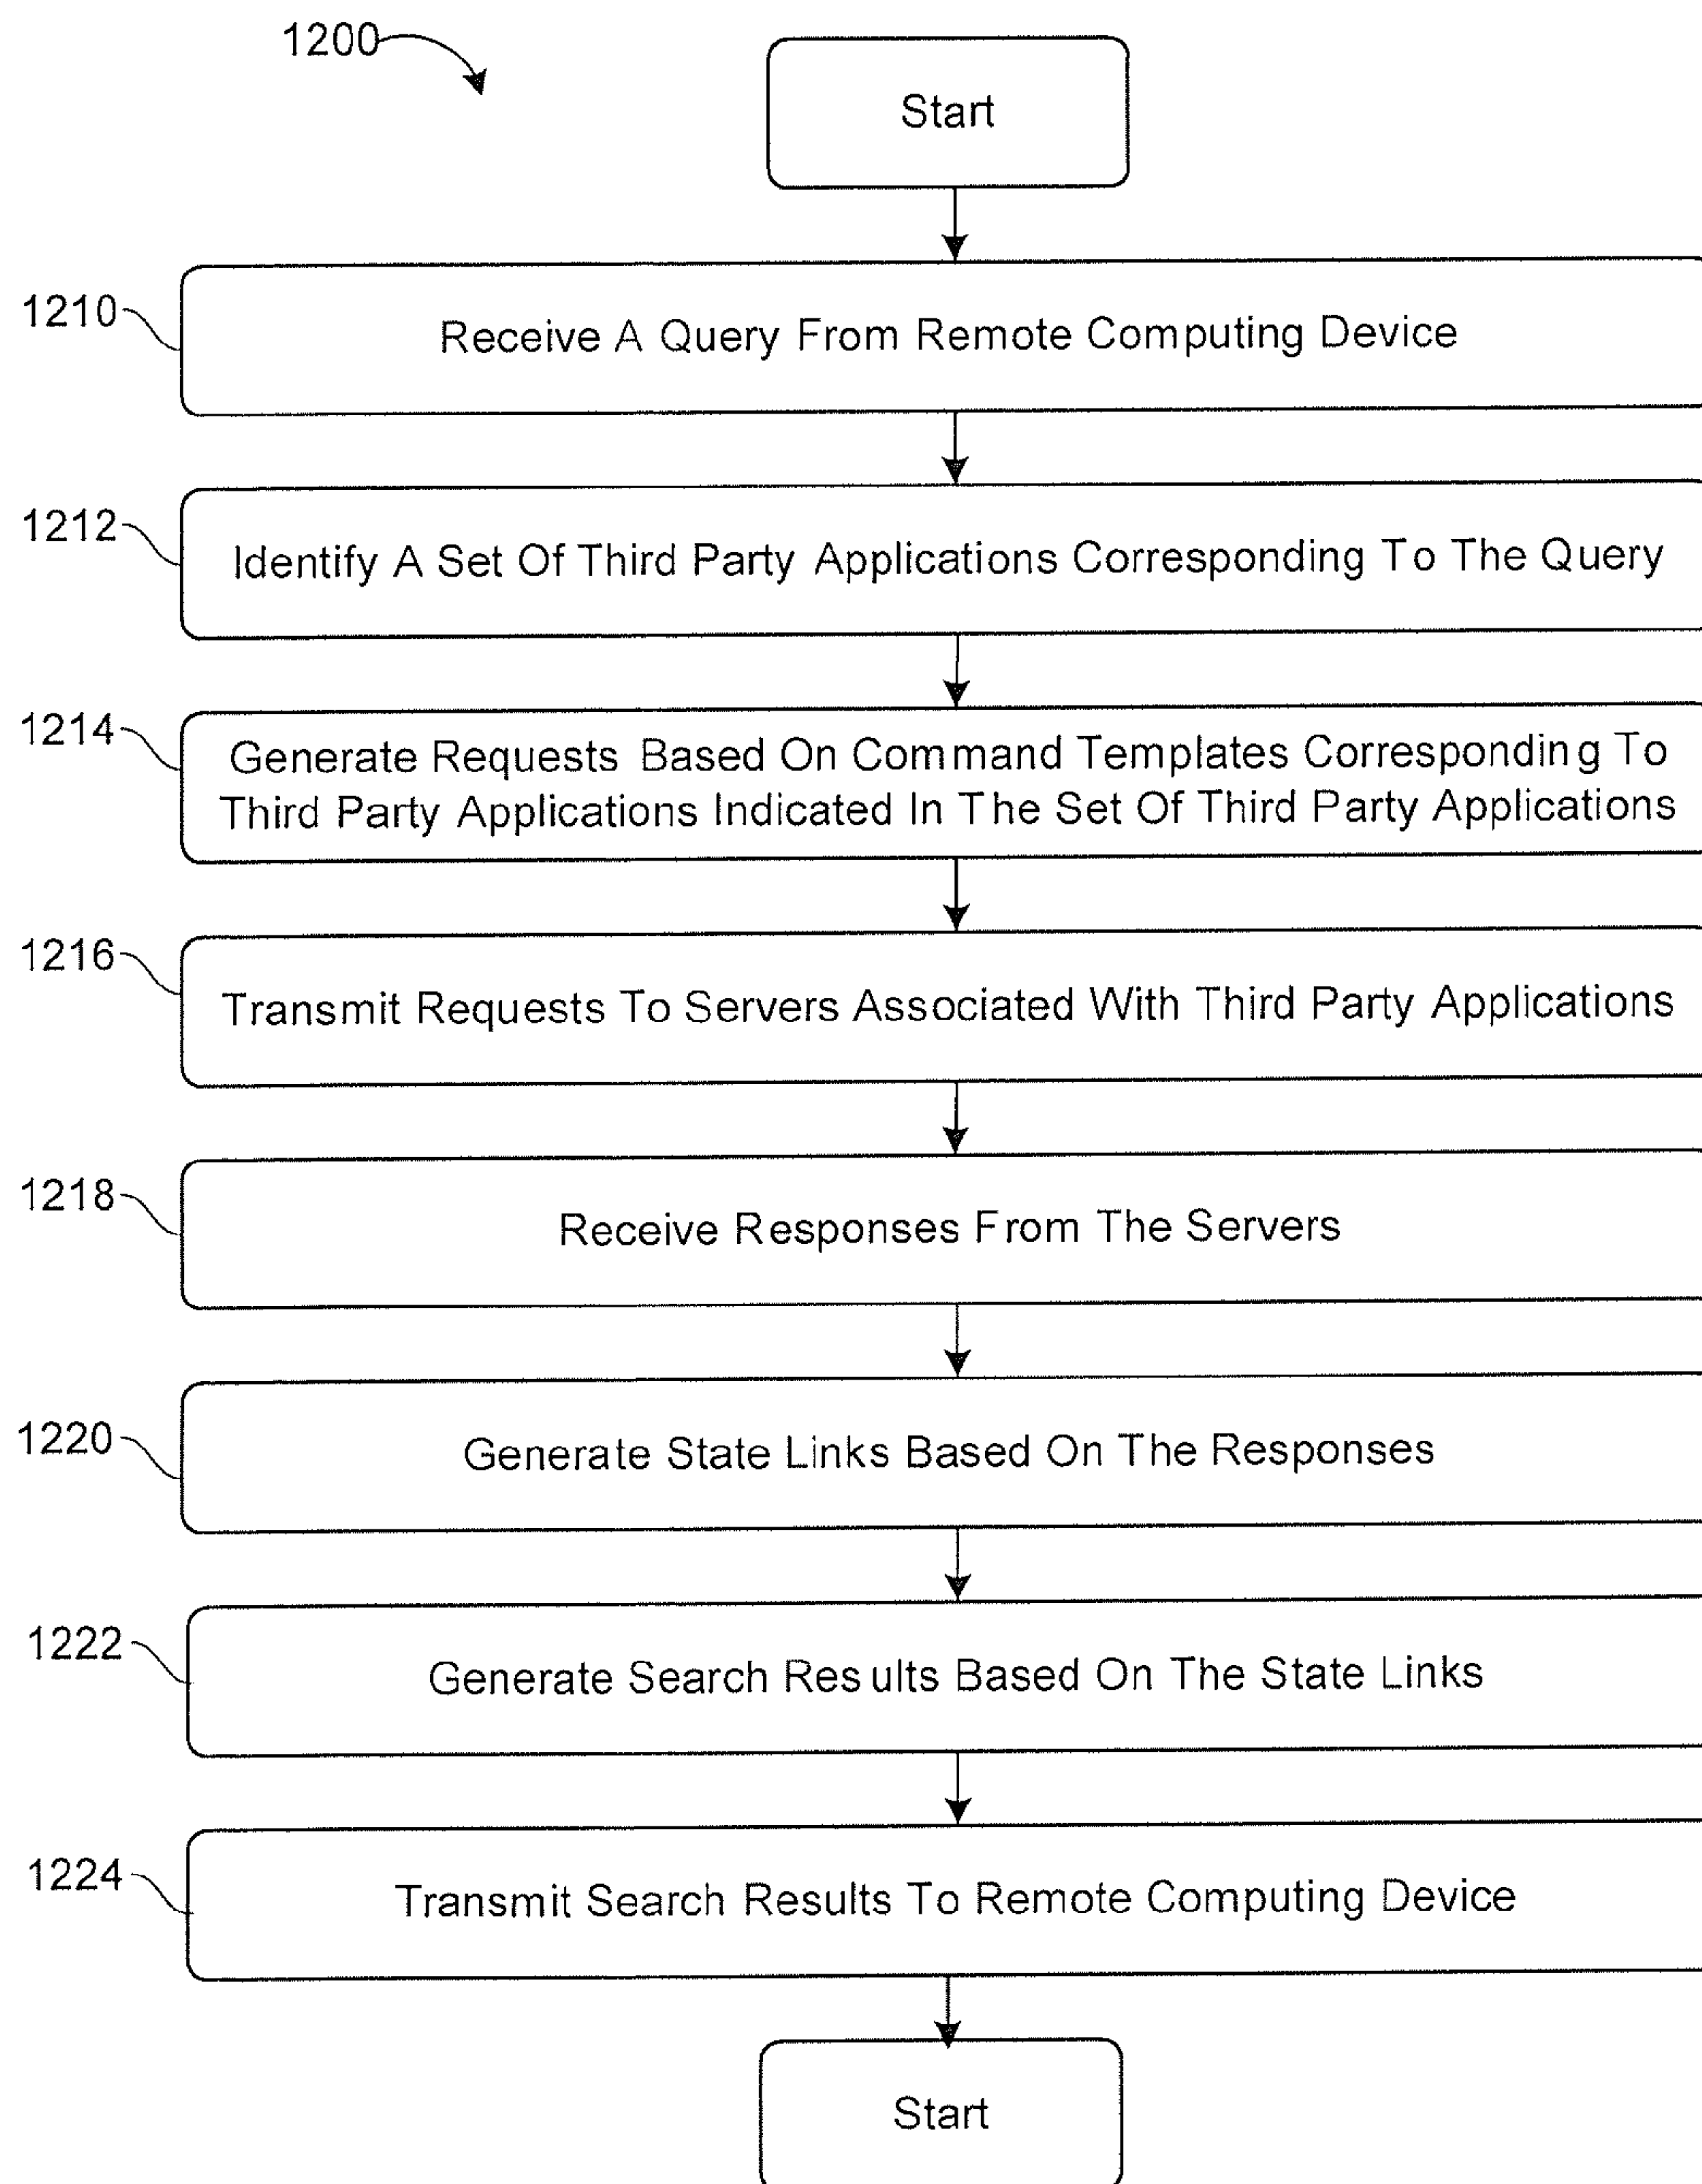 1200
Start
1210
Receive A Query From Remote Computing Device
1212
Identify A Set Of Third Party Applications Corresponding To The Query
1214
Generate Requests Based On Command Templates Corresponding To
Third Party Applications Indicated In The Set Of Third Party Applications
1216
Transmit Requests To Servers Associated With Third Party Applications
1218
Receive Responses From The Servers
1220
Generate State Links Based On The Responses
1222
Generate Search Results Based On The State Links
1224
Transmit Search Results To Remote Computing Device
Start